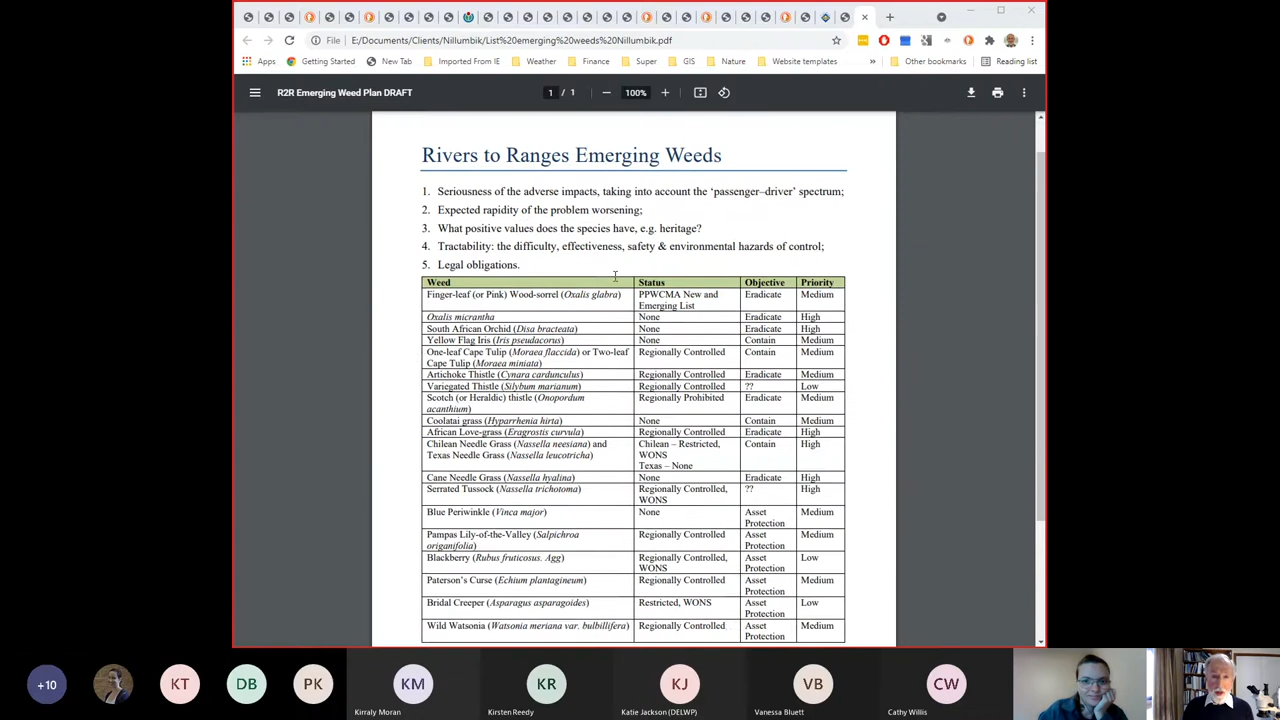 File
E:/Documents/Clients/Nillumbik/List%20emerging%20weeds%20Nillumbik.pdf
Apps
Getting Started
New Tab
Imported From IE
Weather
Finance
Super
GIS
Nature
Website templates
»
Other bookmarks
Reading list
R2R Emerging Weed Plan DRAFT
1 / 1
100%
Rivers to Ranges Emerging Weeds
1. Seriousness of the adverse impacts, taking into account the ‘passenger–driver’ spectrum;
2. Expected rapidity of the problem worsening;
3. What positive values does the species have, e.g. heritage?
4. Tractability: the difficulty, effectiveness, safety & environmental hazards of control;
5. Legal obligations.
Weed Status Objective Priority
Finger-leaf (or Pink) Wood-sorrel (Oxalis glabra) PPWCMA New and Eradicate Medium
Emerging List
Oxalis micrantha None Eradicate High
South African Orchid (Disa bracteata) None Eradicate High
Yellow Flag Iris (Iris pseudacorus) None Contain Medium
One-leaf Cape Tulip (Moraea flaccida) or Two-leaf Regionally Controlled Contain Medium
Cape Tulip (Moraea miniata)
Artichoke Thistle (Cynara cardunculus) Regionally Controlled Eradicate Medium
Variegated Thistle (Silybum marianum) Regionally Controlled ?? Low
Scotch (or Heraldic) thistle (Onopordum Regionally Prohibited Eradicate Medium
acanthium)
Coolatai grass (Hyparrhenia hirta) None Contain Medium
African Love-grass (Eragrostis curvula) Regionally Controlled Eradicate High
Chilean Needle Grass (Nassella neesiana) and Chilean – Restricted, Contain High
Texas Needle Grass (Nassella leucotricha) WONS
Texas – None
Cane Needle Grass (Nassella hyalina) None Eradicate High
Serrated Tussock (Nassella trichotoma) Regionally Controlled, ?? High
WONS
Blue Periwinkle (Vinca major) None Asset Medium
Protection
Pampas Lily-of-the-Valley (Salpichroa Regionally Controlled Asset Medium
origanifolia) Protection
Blackberry (Rubus fruticosus. Agg) Regionally Controlled, Asset Low
WONS Protection
Paterson’s Curse (Echium plantagineum) Regionally Controlled Asset Medium
Protection
Bridal Creeper (Asparagus asparagoides) Restricted, WONS Asset Low
Protection
Wild Watsonia (Watsonia meriana var. bulbillifera) Regionally Controlled Asset Medium
Protection
+10
KT
DB
PK
KM
KR
KJ
VB
CW
Kirraly Moran
Kirsten Reedy
Katie Jackson (DELWP)
Vanessa Bluett
Cathy Willis